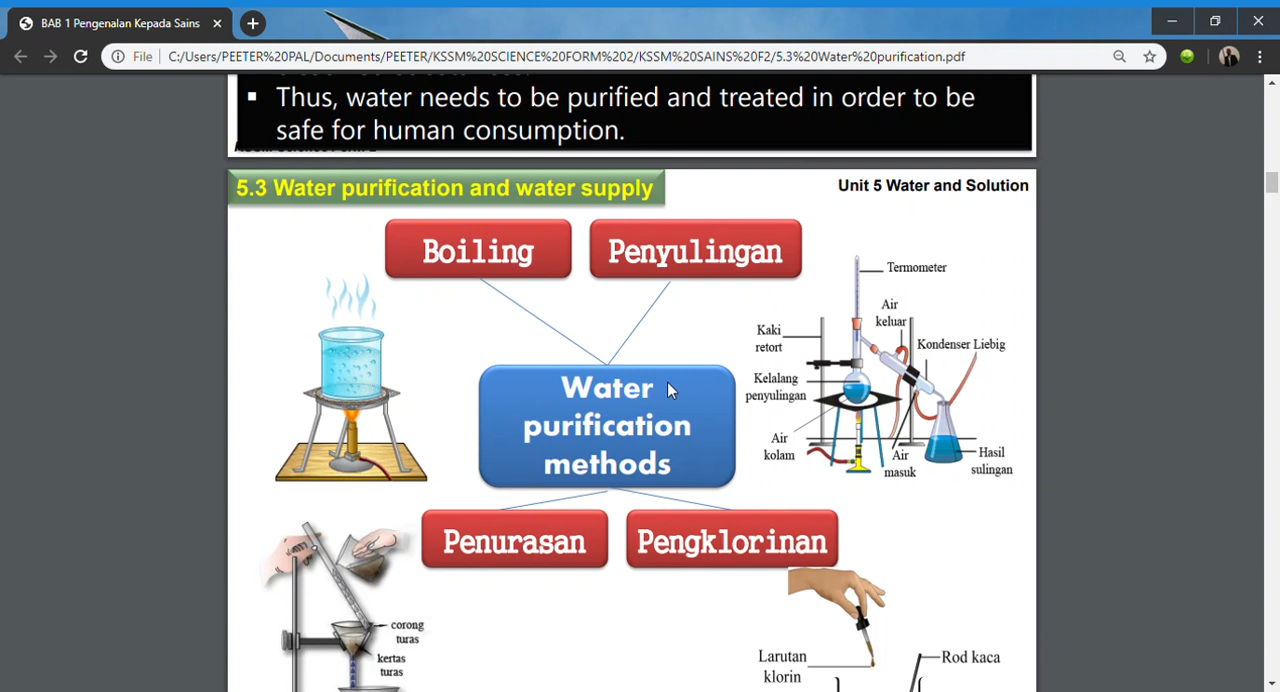 BAB 1 Pengenalan Kepada Sains
File
C:/Users/PEETER%20PAL/Documents/PEETER/KSSM%20SCIENCE%20FORM%202/KSSM%20SAINS%20F2/5.3%20Water%20purification.pdf
▪ Thus, water needs to be purified and treated in order to be
safe for human consumption.
5.3 Water purification and water supply
Unit 5 Water and Solution
Boiling
Penyulingan
Termometer
Air
keluar
Kaki
retort
Kondenser Liebig
Kelalang
penyulingan
Air
kolam
Air
masuk
Hasil
sulingan
Water
purification
methods
Penurasan
Pengklorinan
corong
turas
kertas
turas
Larutan
klorin
Rod kaca